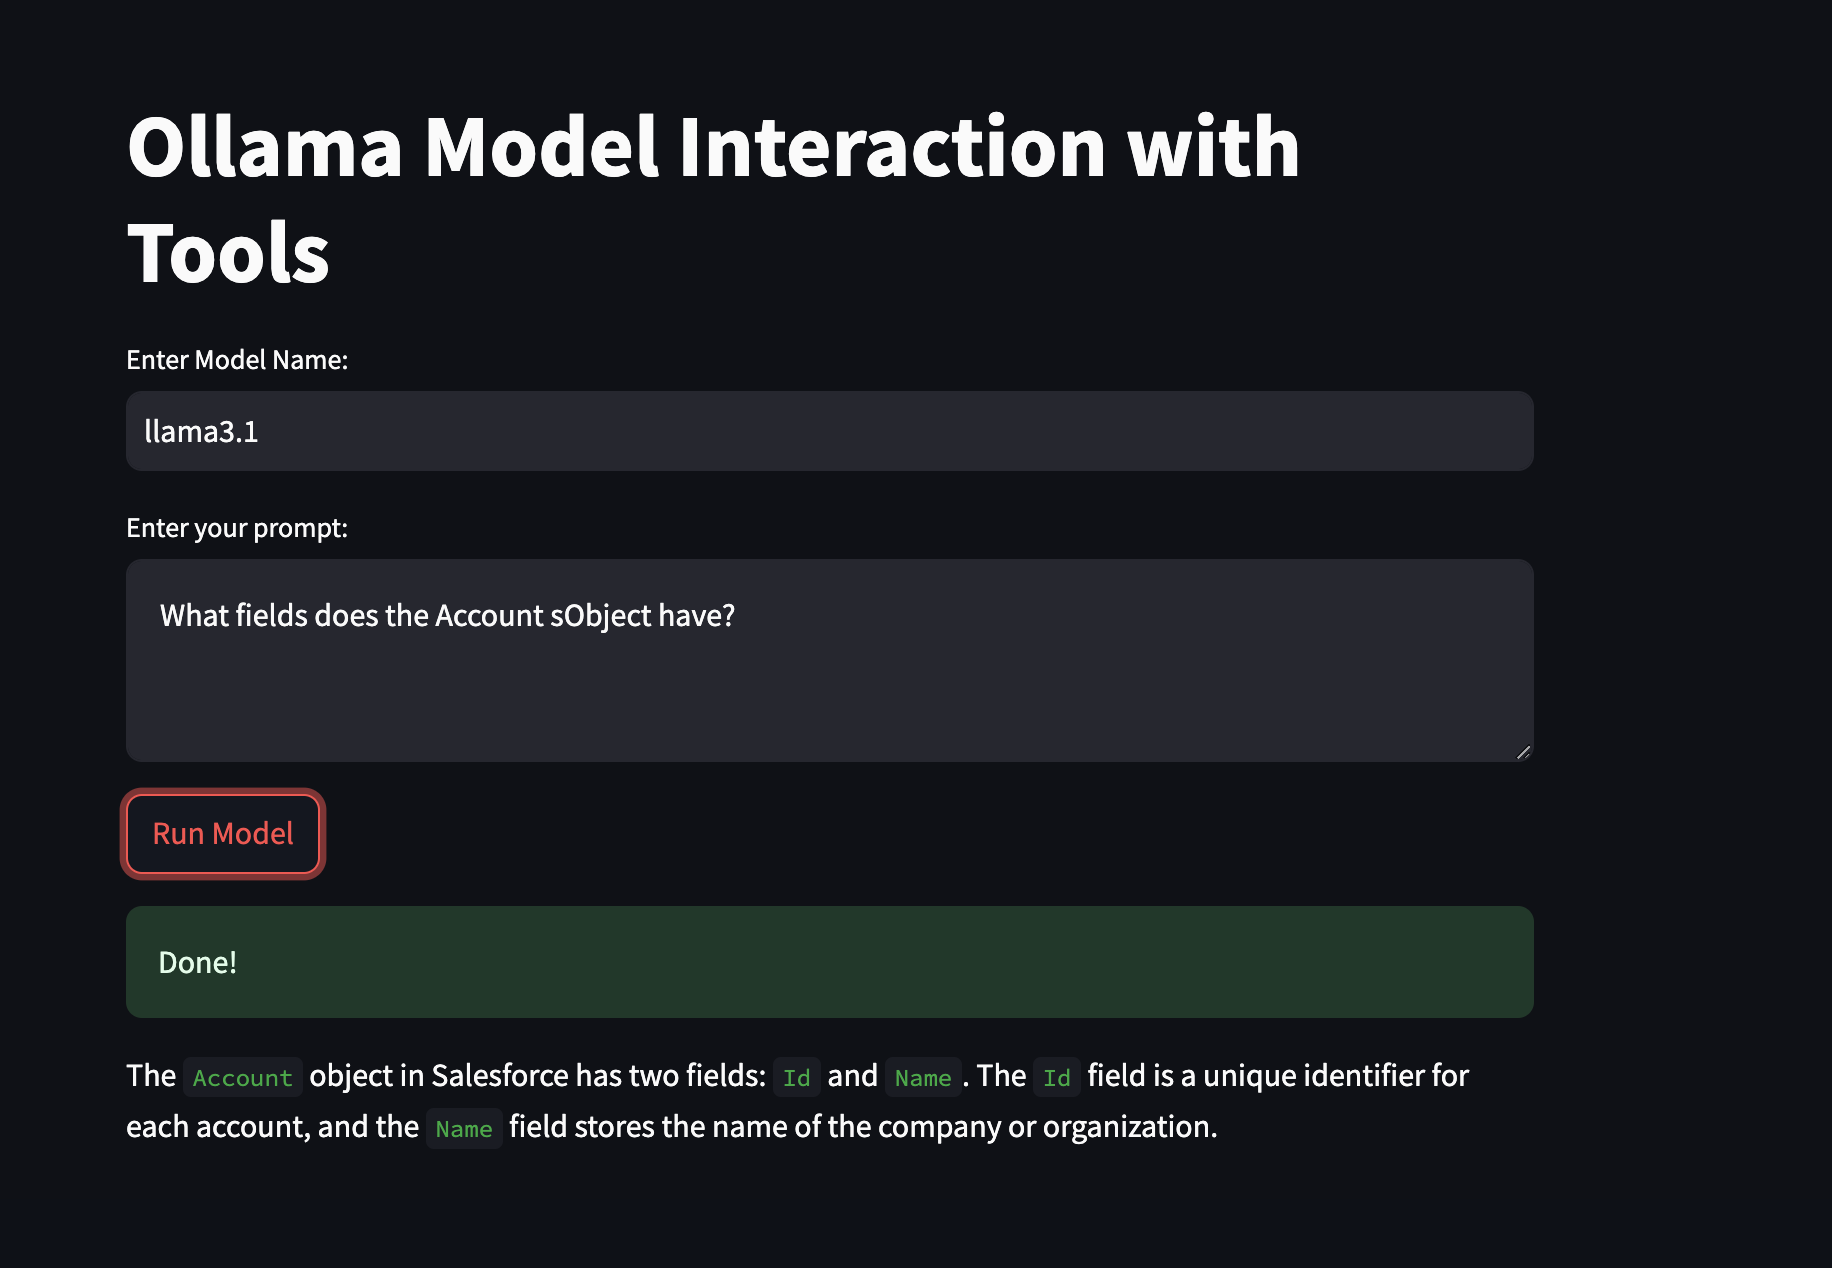 Ollama Model Interaction with
Tools
Enter Model Name:
llama3.1
Enter your prompt:
What fields does the Account sObject have?
Run Model
Done!
The Account object in Salesforce has two fields: Id and Name. The Id field is a unique identifier for
each account, and the Name field stores the name of the company or organization.